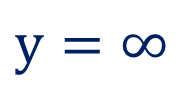 y = ∞